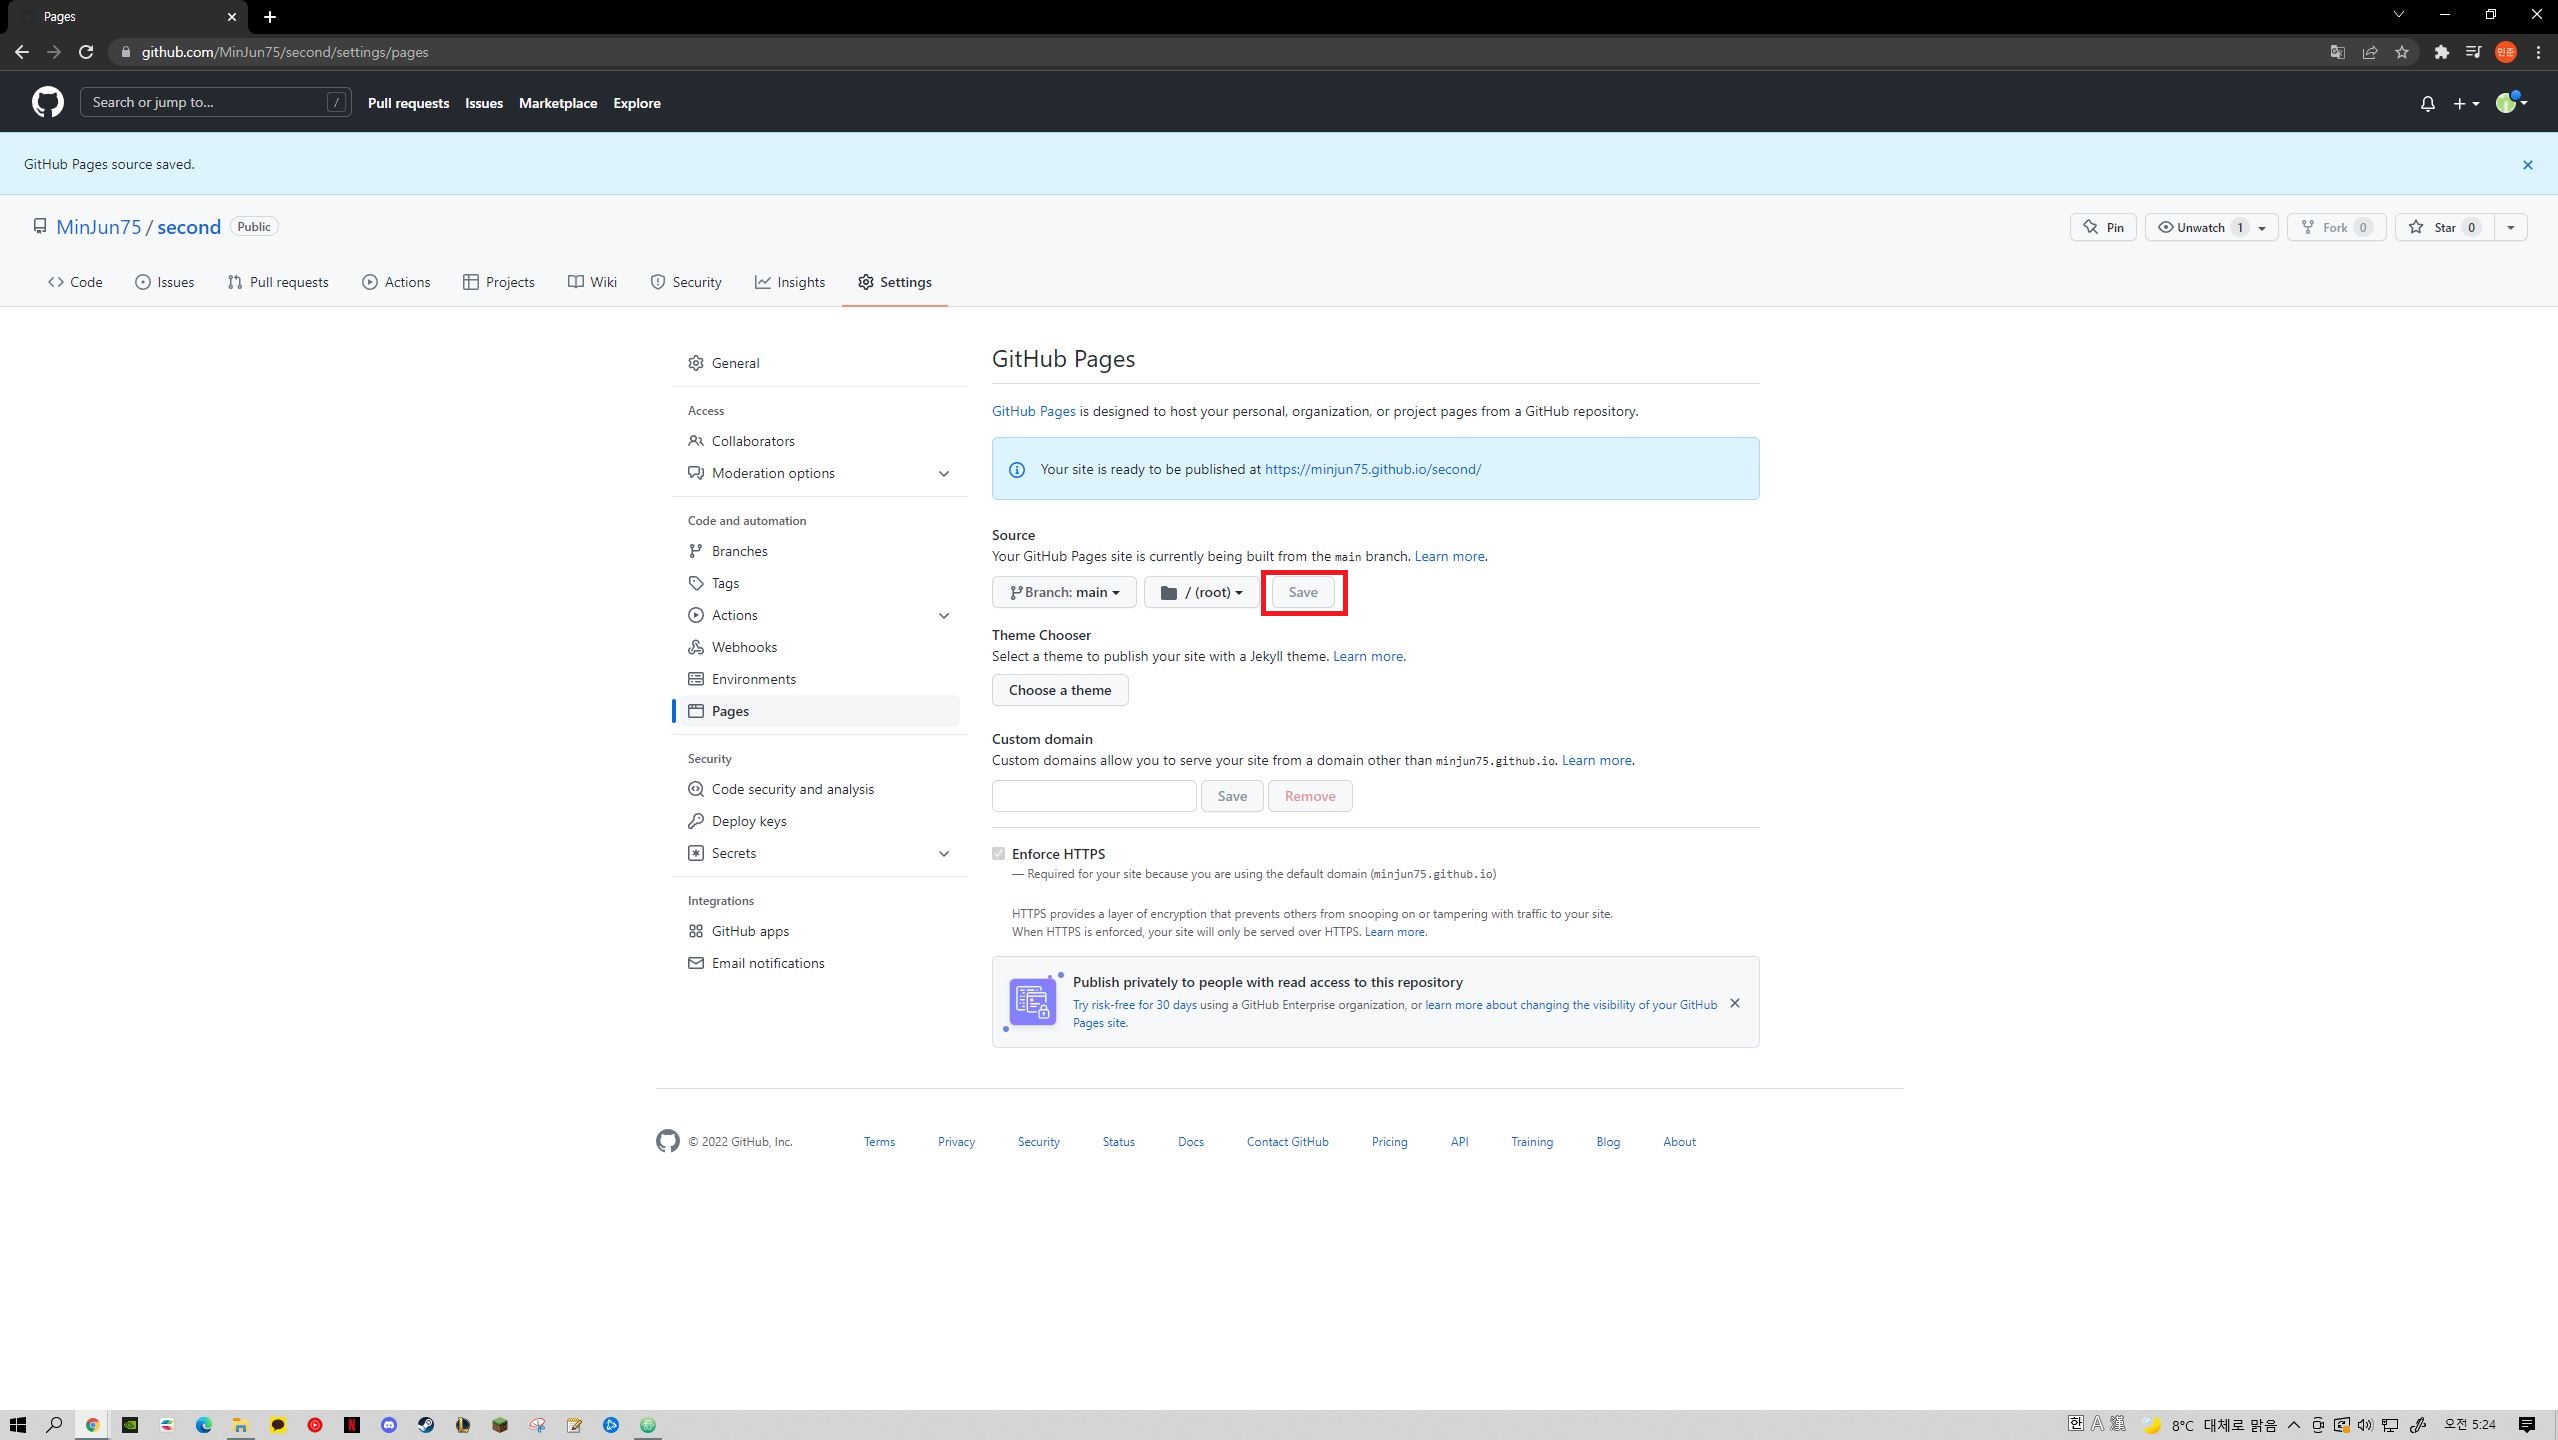 Pages
github.com/MinJun75/second/settings/pages
민준
Search or jump to... /
Pull requests Issues Marketplace Explore
GitHub Pages source saved.
MinJun75 / second Public
Pin Unwatch 1 Fork 0 Star 0
Code Issues Pull requests Actions Projects Wiki Security Insights Settings
General
Access
Collaborators
Moderation options
Code and automation
Branches
Tags
Actions
Webhooks
Environments
Pages
Security
Code security and analysis
Deploy keys
Secrets
Integrations
GitHub apps
Email notifications
GitHub Pages
GitHub Pages is designed to host your personal, organization, or project pages from a GitHub repository.
Your site is ready to be published at https://minjun75.github.io/second/
Source
Your GitHub Pages site is currently being built from the main branch. Learn more.
Branch: main / (root) Save
Theme Chooser
Select a theme to publish your site with a Jekyll theme. Learn more.
Choose a theme
Custom domain
Custom domains allow you to serve your site from a domain other than minjun75.github.io. Learn more.
Save Remove
Enforce HTTPS
— Required for your site because you are using the default domain (minjun75.github.io)
HTTPS provides a layer of encryption that prevents others from snooping on or tampering with traffic to your site.
When HTTPS is enforced, your site will only be served over HTTPS. Learn more.
Publish privately to people with read access to this repository
Try risk-free for 30 days using a GitHub Enterprise organization, or learn more about changing the visibility of your GitHub
Pages site.
© 2022 GitHub, Inc. Terms Privacy Security Status Docs Contact GitHub Pricing API Training Blog About
한 A 漢 8°C 대체로 맑음 오전 5:24